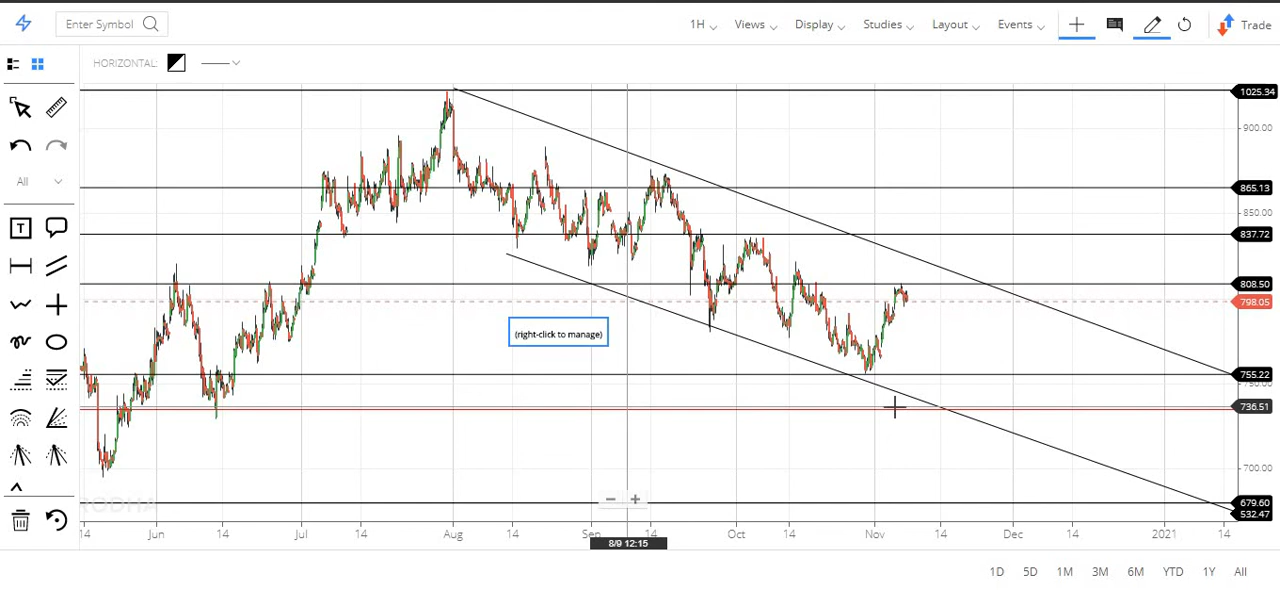 Enter Symbol
1H Views Display Studies Layout Events Trade
HORIZONTAL:
All
1025.34
900.00
865.13
850.00
837.72
808.50
798.05
(right-click to manage)
755.22
736.51
700.00
679.60
532.47
14 Jun 14 Jul 14 Aug 14 Sep 14 Oct 14 Nov 14 Dec 14 2021 14
8/9 12:15
1D 5D 1M 3M 6M YTD 1Y All